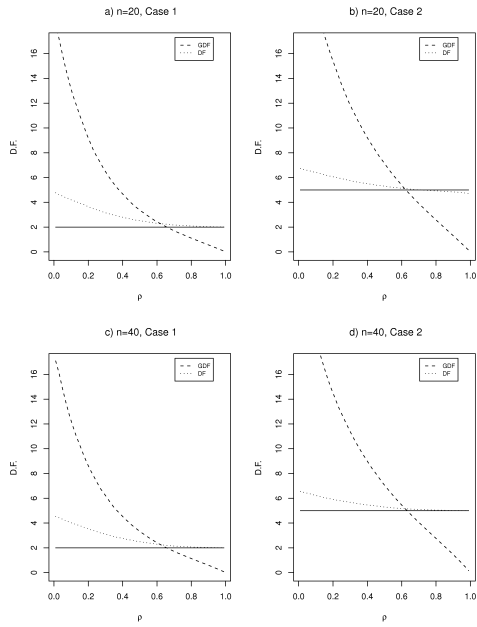 a) n=20, Case 1
GDF
DF
D.F.
16
14
12
10
8
6
4
2
0
0.0 0.2 0.4 0.6 0.8 1.0
ρ
b) n=20, Case 2
GDF
DF
D.F.
16
14
12
10
8
6
4
2
0
0.0 0.2 0.4 0.6 0.8 1.0
ρ
c) n=40, Case 1
GDF
DF
D.F.
16
14
12
10
8
6
4
2
0
0.0 0.2 0.4 0.6 0.8 1.0
ρ
d) n=40, Case 2
GDF
DF
D.F.
16
14
12
10
8
6
4
2
0
0.0 0.2 0.4 0.6 0.8 1.0
ρ